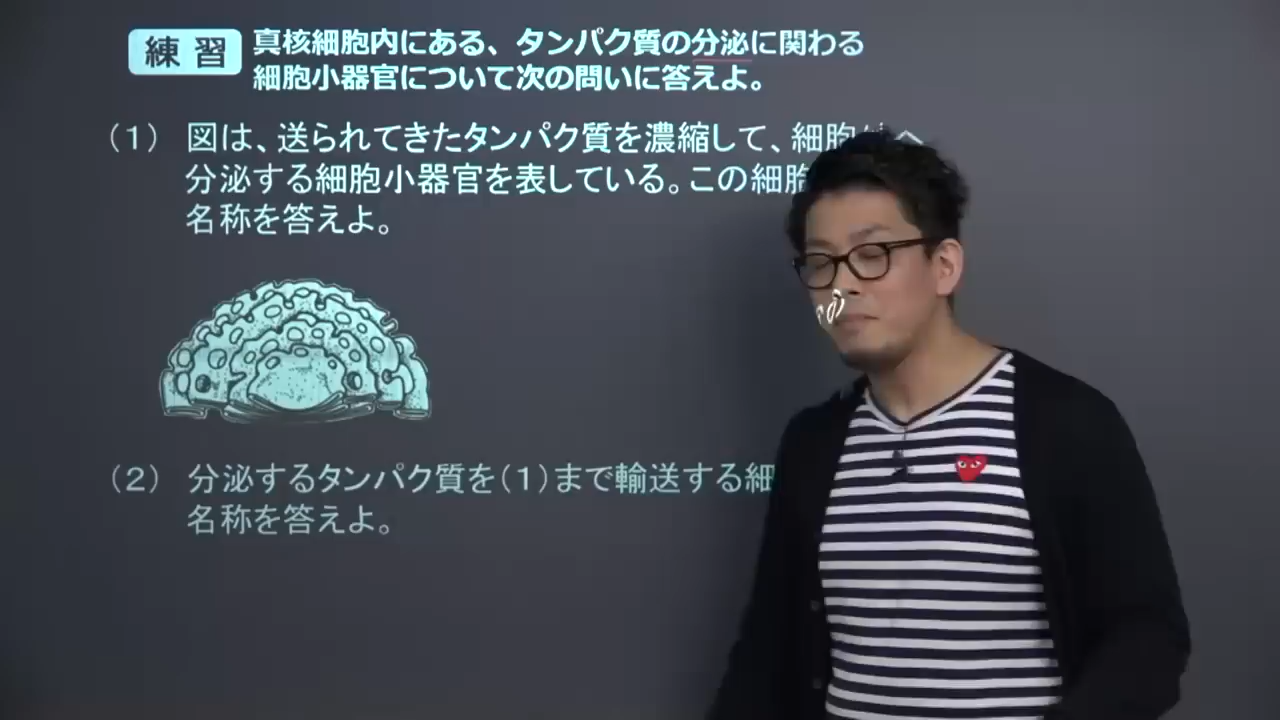 練習
真核細胞内にある、タンパク質の分泌に関わる
細胞小器官について次の問いに答えよ。
(1) 図は、送られてきたタンパク質を濃縮して、細胞
分泌する細胞小器官を表している。この細胞
名称を答えよ。
(2) 分泌するタンパク質を(1)まで輸送する細
名称を答えよ。